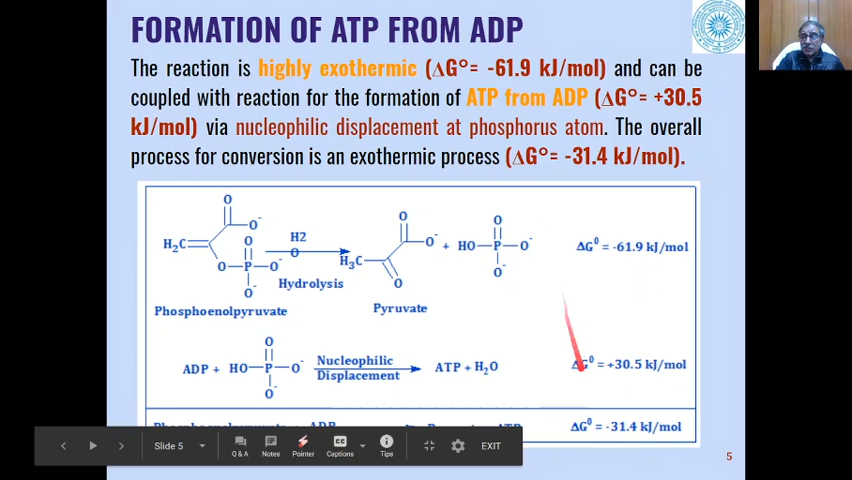 FORMATION OF ATP FROM ADP
The reaction is highly exothermic (ΔG°= -61.9 kJ/mol) and can be
coupled with reaction for the formation of ATP from ADP (ΔG°= +30.5
kJ/mol) via nucleophilic displacement at phosphorus atom. The overall
process for conversion is an exothermic process (ΔG°= -31.4 kJ/mol).
O
O⁻
H₂C
O
O P O⁻
O⁻
H2
O
Hydrolysis
O
O⁻
H₃C
O
+
O
HO P O⁻
O⁻
ΔG⁰ = -61.9 kJ/mol
Phosphoenolpyruvate
Pyruvate
O
ADP + HO P O⁻
O⁻
Nucleophilic
Displacement
ATP + H₂O
ΔG⁰ = +30.5 kJ/mol
ΔG⁰ = -31.4 kJ/mol
Slide 5
Q & A
Notes
Pointer
Captions
Tips
EXIT
5